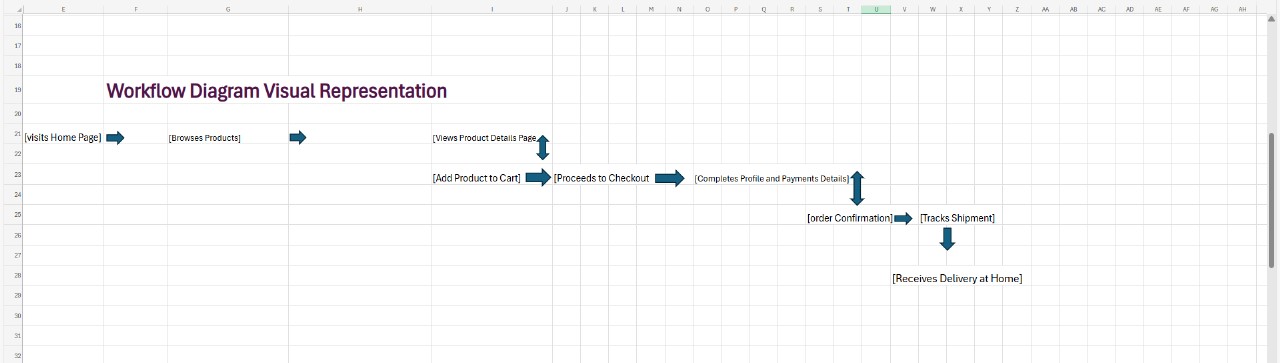 E F G H I J K L M N O P Q R S T U V W X Y Z AA AB AC AD AE AF AG AH
16
17
18
19 Workflow Diagram Visual Representation
20
21 [visits Home Page] [Browses Products] [Views Product Details Page
22
23 [Add Product to Cart] [Proceeds to Checkout [Completes Profile and Payments Details]
24
25 [order Confirmation] [Tracks Shipment]
26
27
28 [Receives Delivery at Home]
29
30
31
32